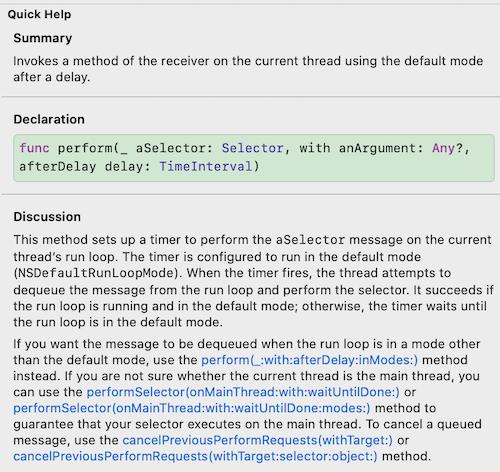 Quick Help
Summary
Invokes a method of the receiver on the current thread using the default mode
after a delay.
Declaration
func perform(_ aSelector: Selector, with anArgument: Any?,
afterDelay delay: TimeInterval)
Discussion
This method sets up a timer to perform the aSelector message on the current
thread’s run loop. The timer is configured to run in the default mode
(NSDefaultRunLoopMode). When the timer fires, the thread attempts to
dequeue the message from the run loop and perform the selector. It succeeds if
the run loop is running and in the default mode; otherwise, the timer waits until
the run loop is in the default mode.
If you want the message to be dequeued when the run loop is in a mode other
than the default mode, use the perform(_:with:afterDelay:inModes:) method
instead. If you are not sure whether the current thread is the main thread, you
can use the performSelector(onMainThread:with:waitUntilDone:) or
performSelector(onMainThread:with:waitUntilDone:modes:) method to
guarantee that your selector executes on the main thread. To cancel a
queued message, use the cancelPreviousPerformRequests(withTarget:) or
cancelPreviousPerformRequests(withTarget:selector:object:) method.